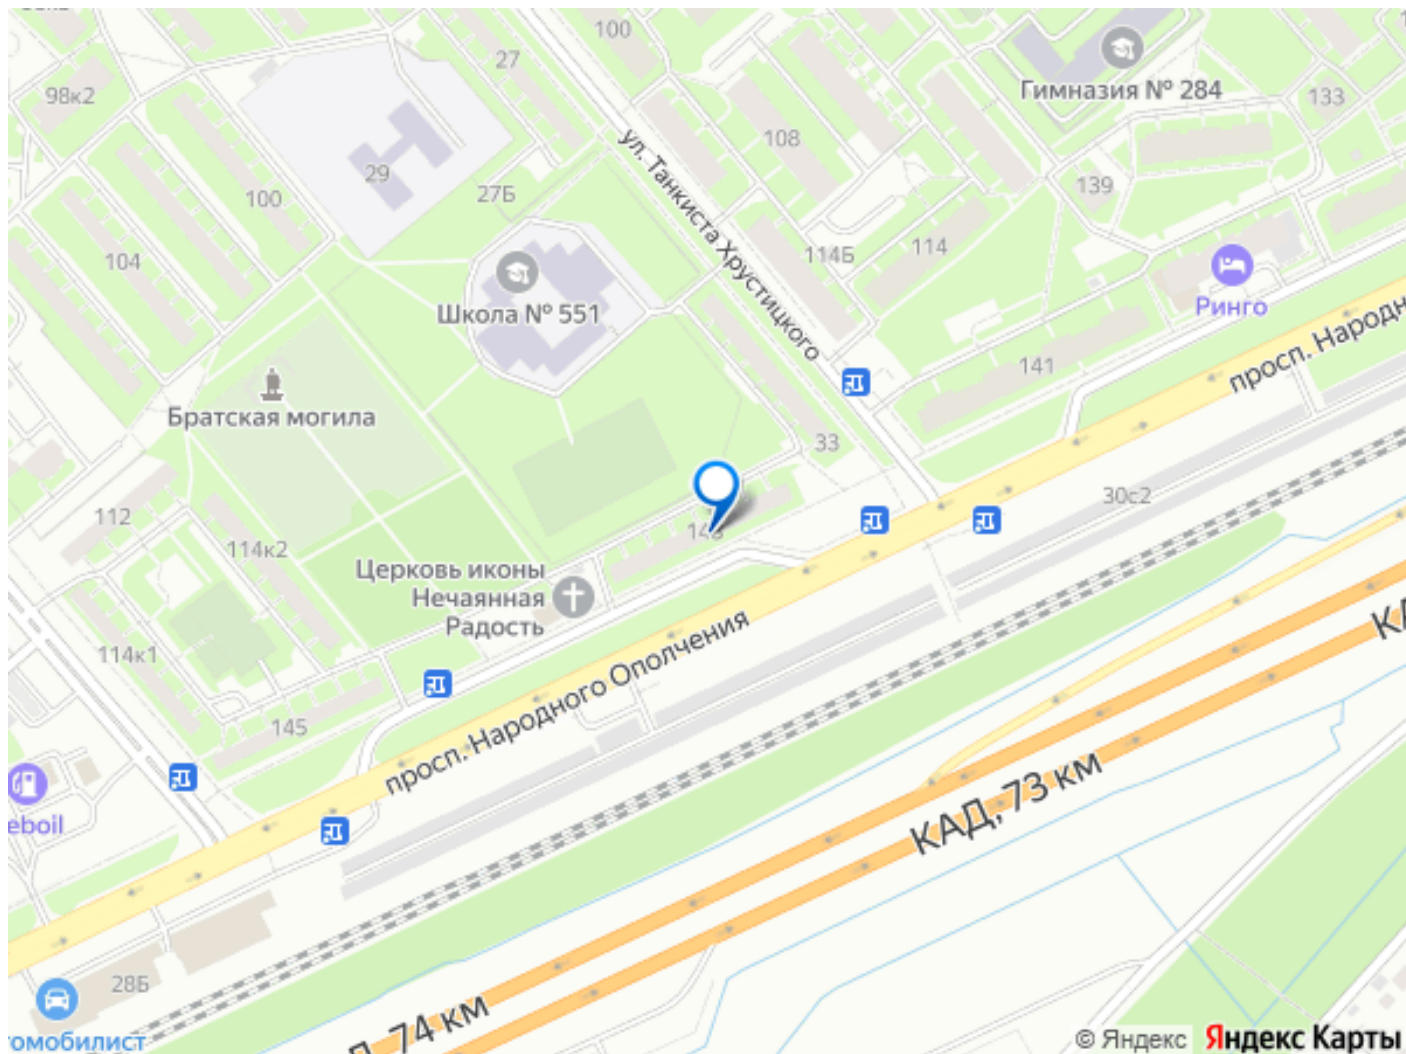 100
27
98к2
Гимназия № 284
133
108
29
ул. Танкиста Хрустицкого
139
27Б
100
104
114Б
114
Школа № 551
Ринго
просп. Народн
141
Братская могила
33
30с2
112
114к2
Церковь иконы
Нечаянная
Радость
КА
114к1
просп. Народного Ополчения
145
КАД, 73 км
eboil
28Б
74 км
омобилист
© Яндекс Яндекс Карты